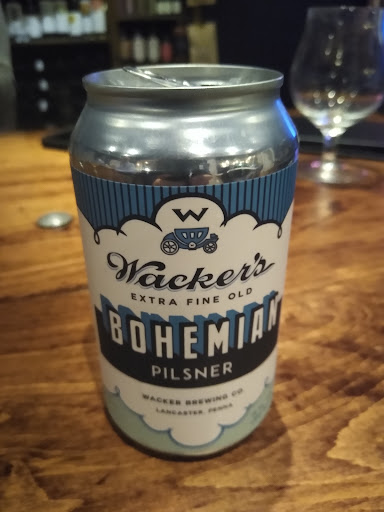 W
Wacker's
EXTRA FINE OLD
BOHEMIAN
PILSNER
WACKER BREWING CO.
LANCASTER, PENNA